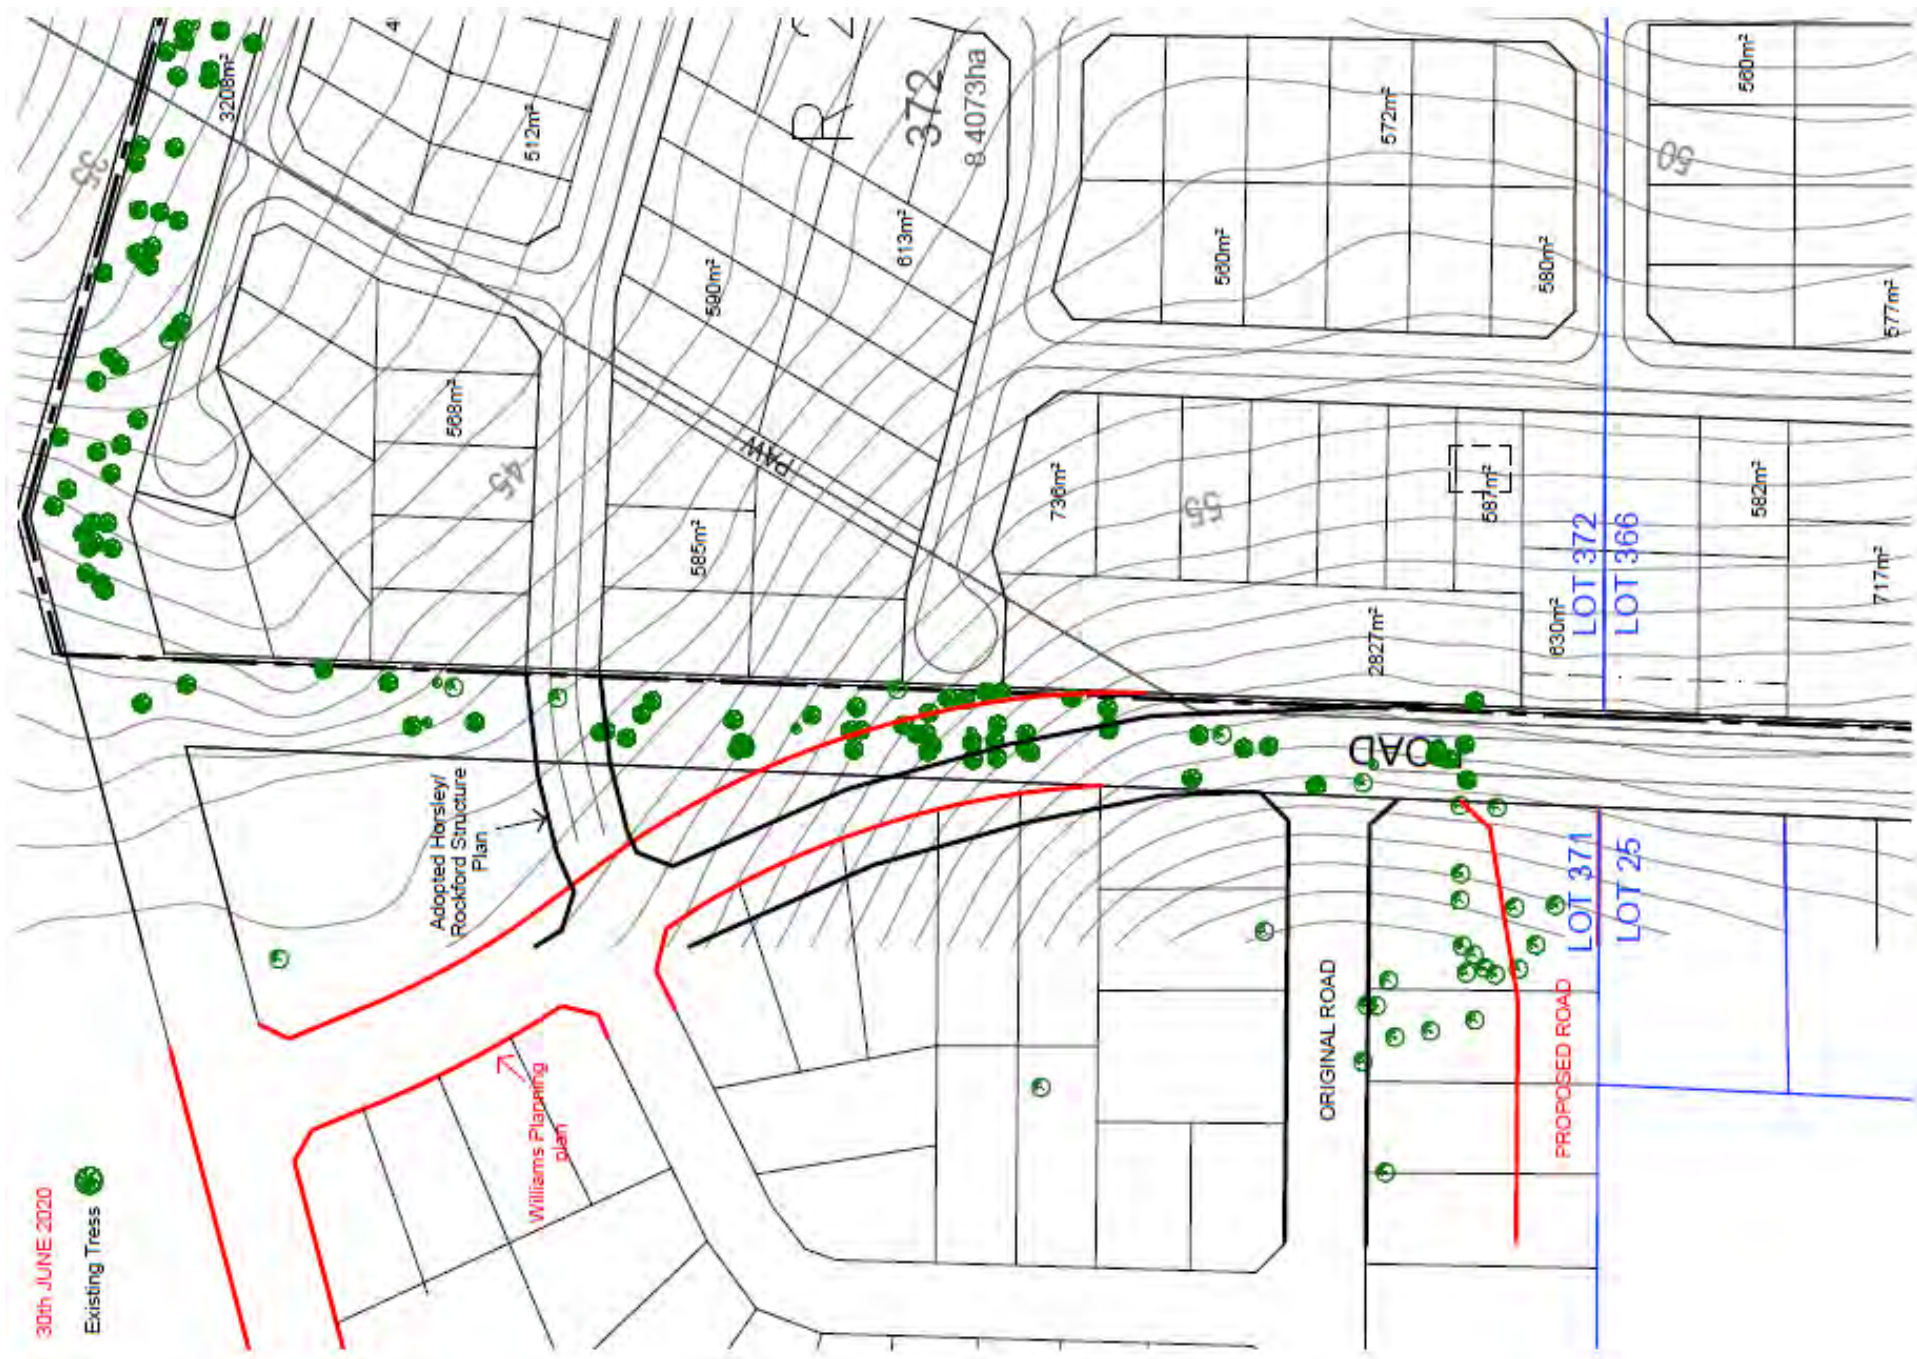 30th JUNE 2020
Existing Tress
3208m²
35
512m²
568m²
45
590m²
585m²
PAW
613m²
372
8.4073ha
736m²
55
572m²
560m²
580m²
587m²
2827m²
630m²
LOT 372
LOT 366
560m²
577m²
582m²
717m²
ROAD
Adopted Horsley/
Rockford Structure
Plan
Williams Planning
plan
ORIGINAL ROAD
PROPOSED ROAD
LOT 371
LOT 25